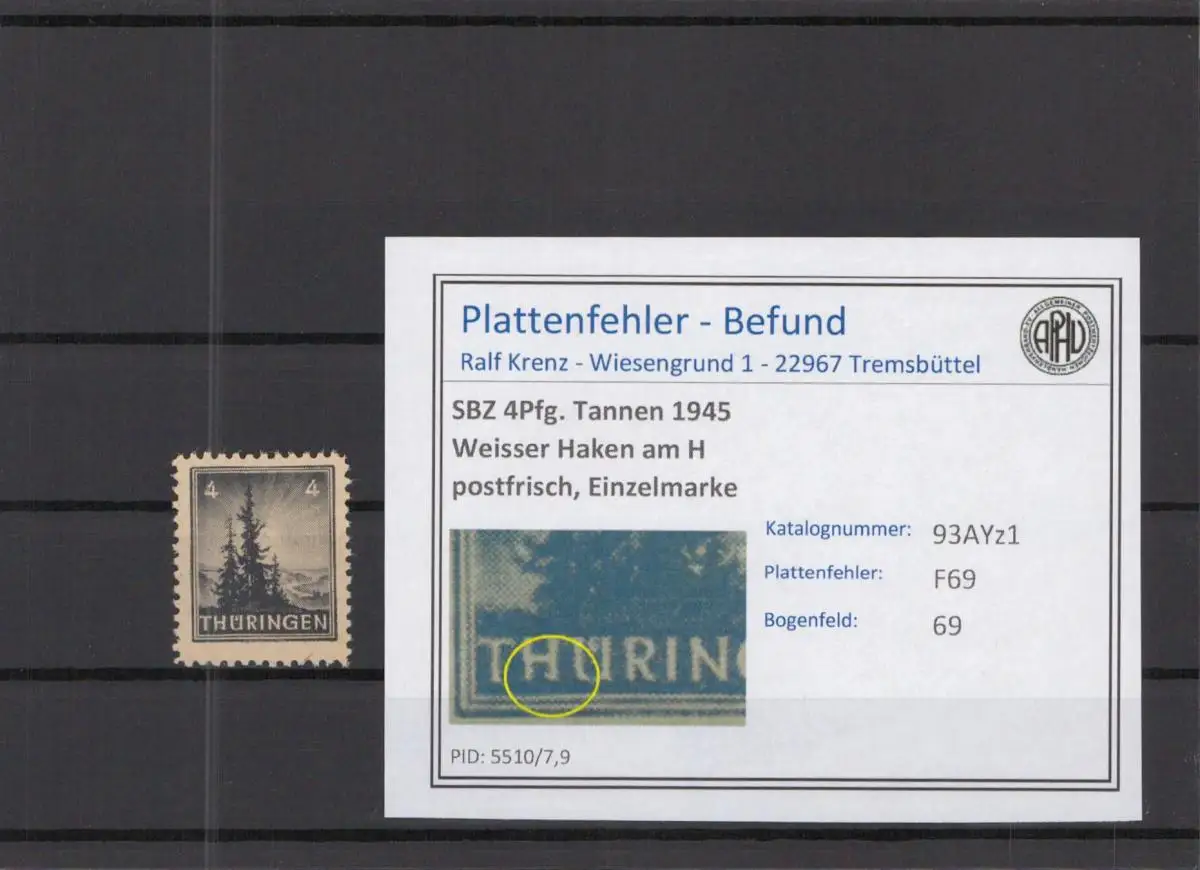 4 4
THÜRINGEN
Plattenfehler - Befund
Ralf Krenz - Wiesengrund 1 - 22967 Tremsbüttel
APHV
SBZ 4Pfg. Tannen 1945
Weisser Haken am H
postfrisch, Einzelmarke
Katalognummer: 93AYz1
Plattenfehler: F69
Bogenfeld: 69
THÜRING
PID: 5510/7,9